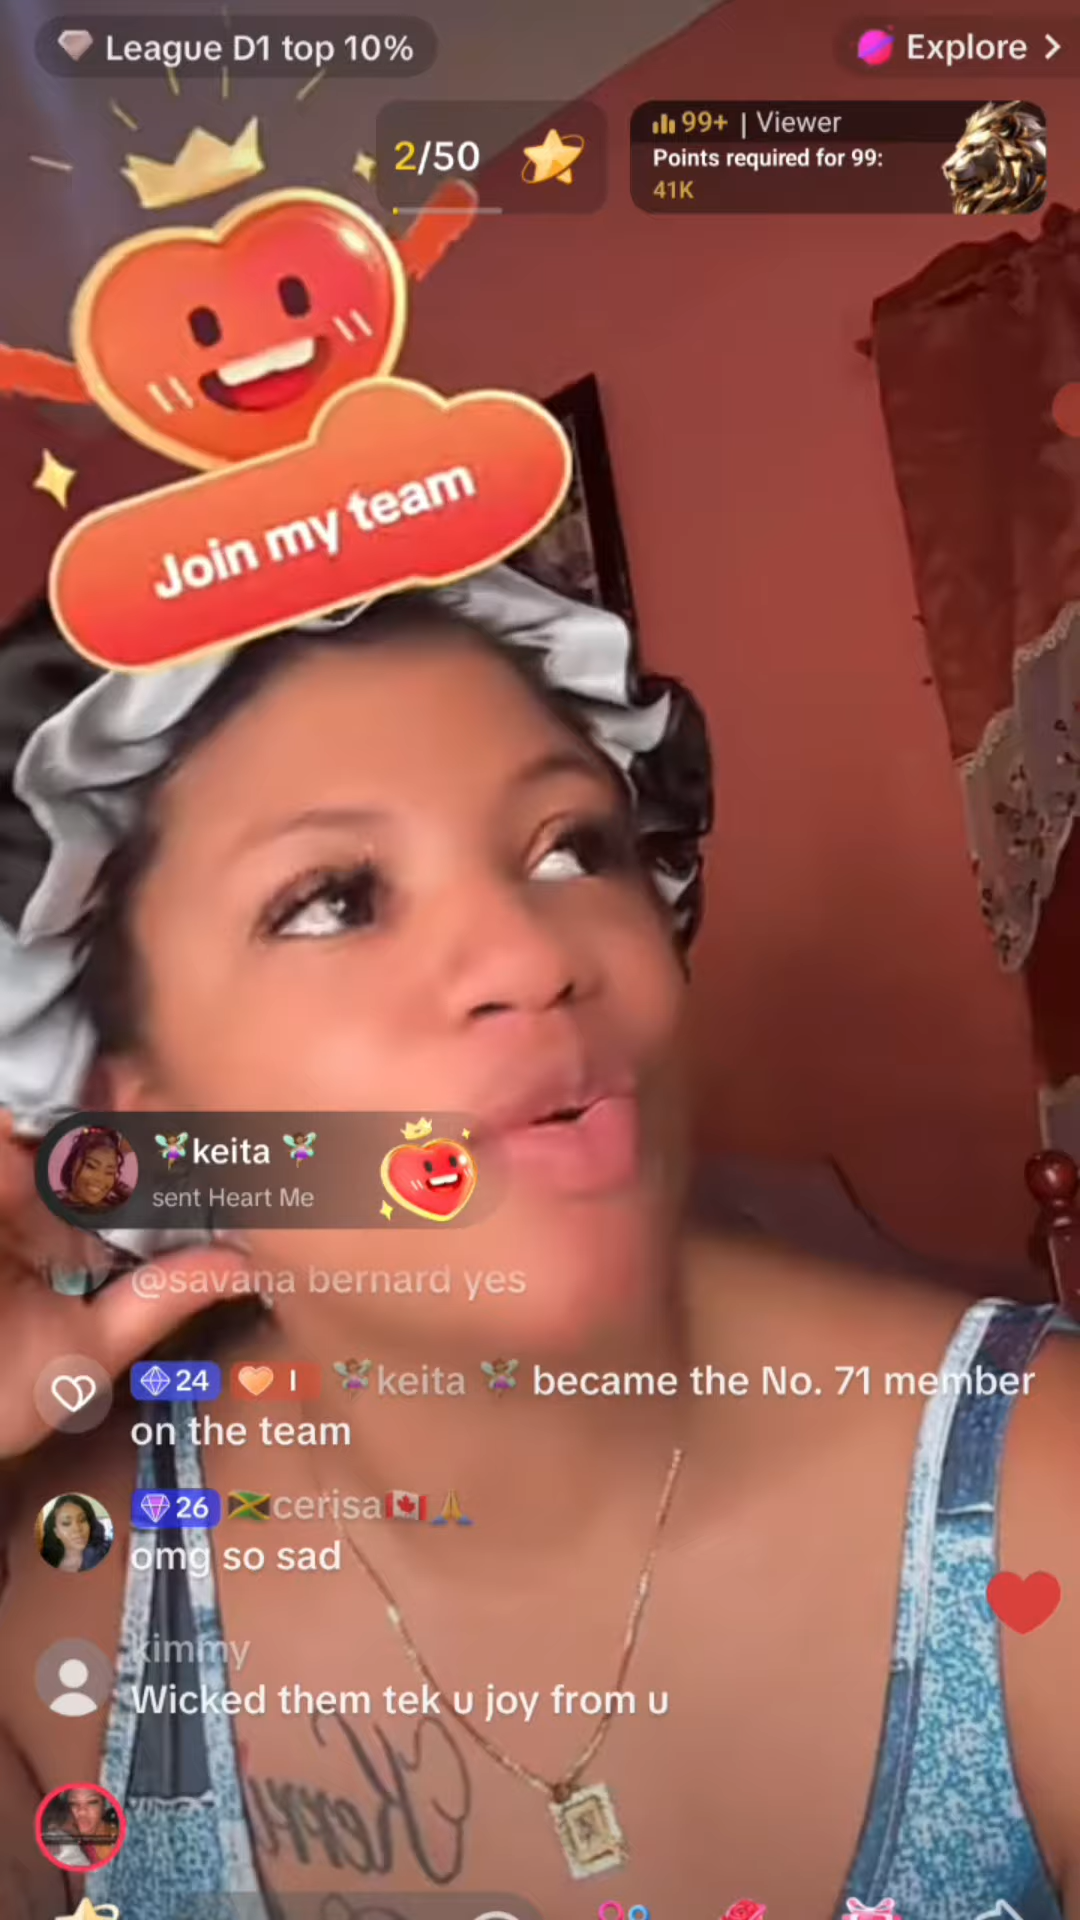 League D1 top 10%
Explore >
2/50
99+ | Viewer
Points required for 99:
41K
Join my team
keita
sent Heart Me
@savana bernard yes
24 I keita became the No. 71 member
on the team
26 cerisa
omg so sad
kimmy
Wicked them tek u joy from u